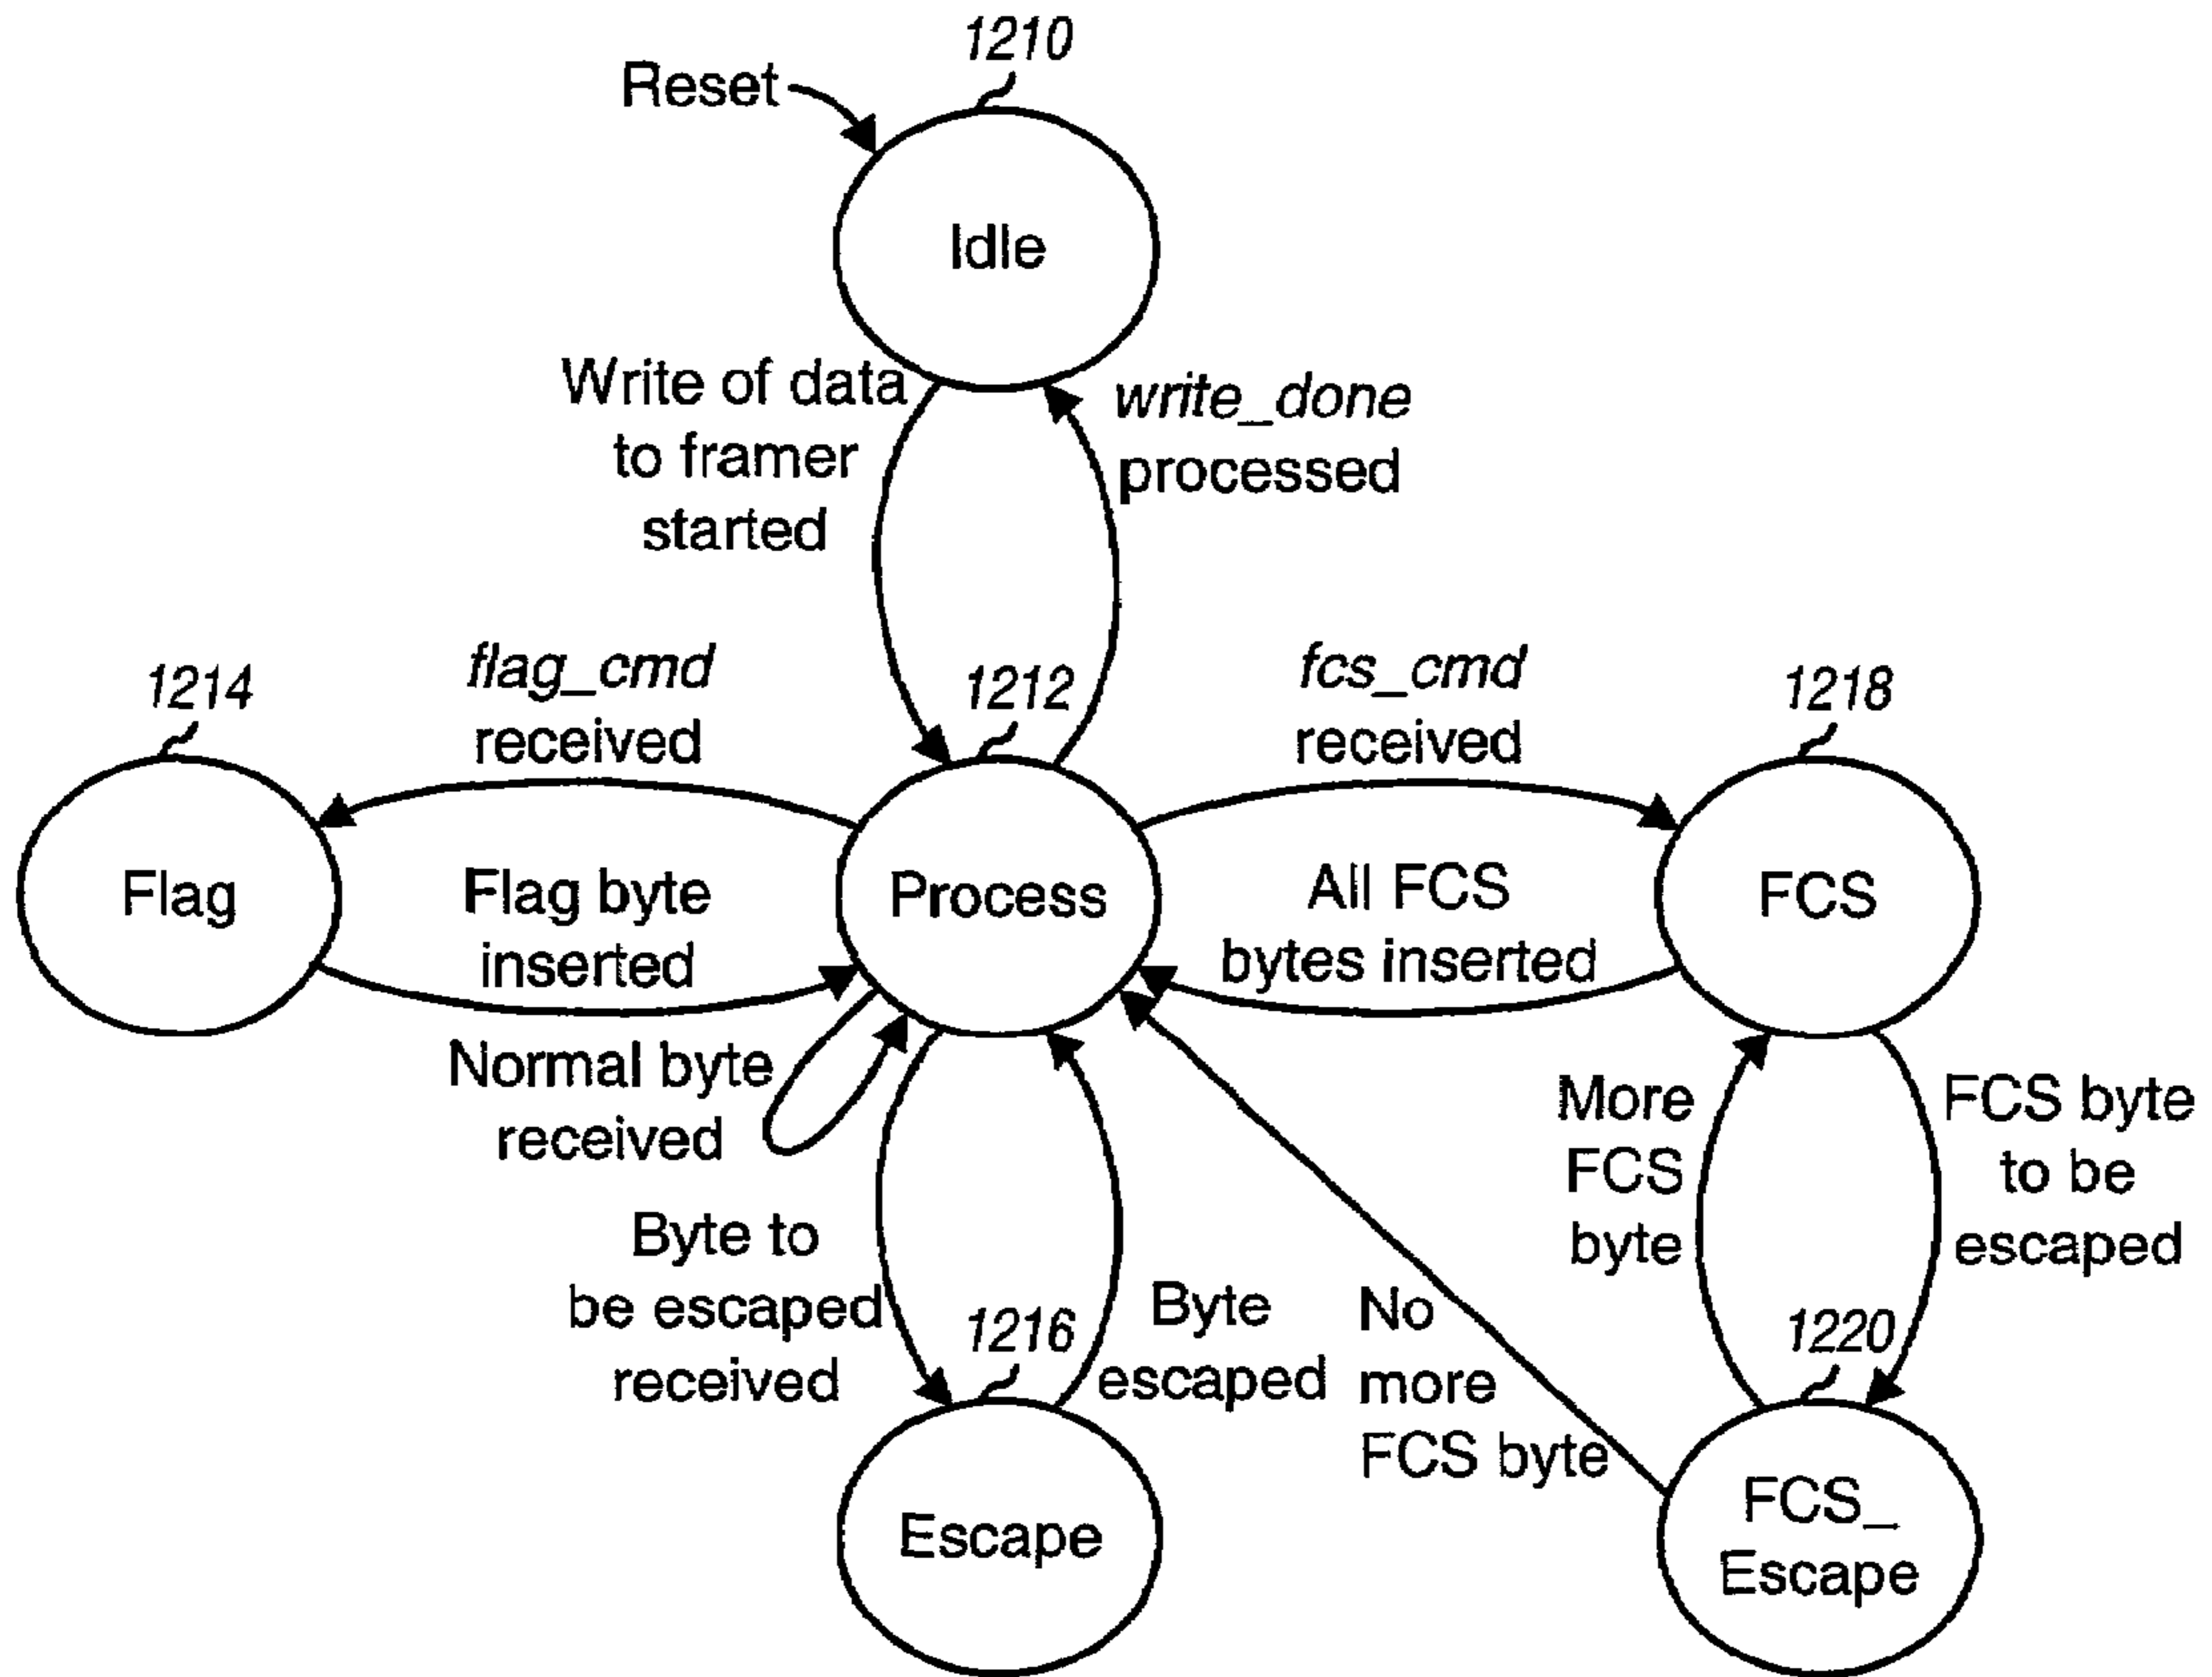 1210
Reset
Idle
Write of data
to framer
started
write_done
processed
1214
flag_cmd
received
1212
fcs_cmd
received
1218
Flag
Flag byte
inserted
Process
All FCS
bytes inserted
FCS
Normal byte
received
Byte to
be escaped
received
1216
Byte
escaped
No
more
FCS byte
More
FCS
byte
FCS byte
to be
escaped
1220
Escape
FCS_
Escape